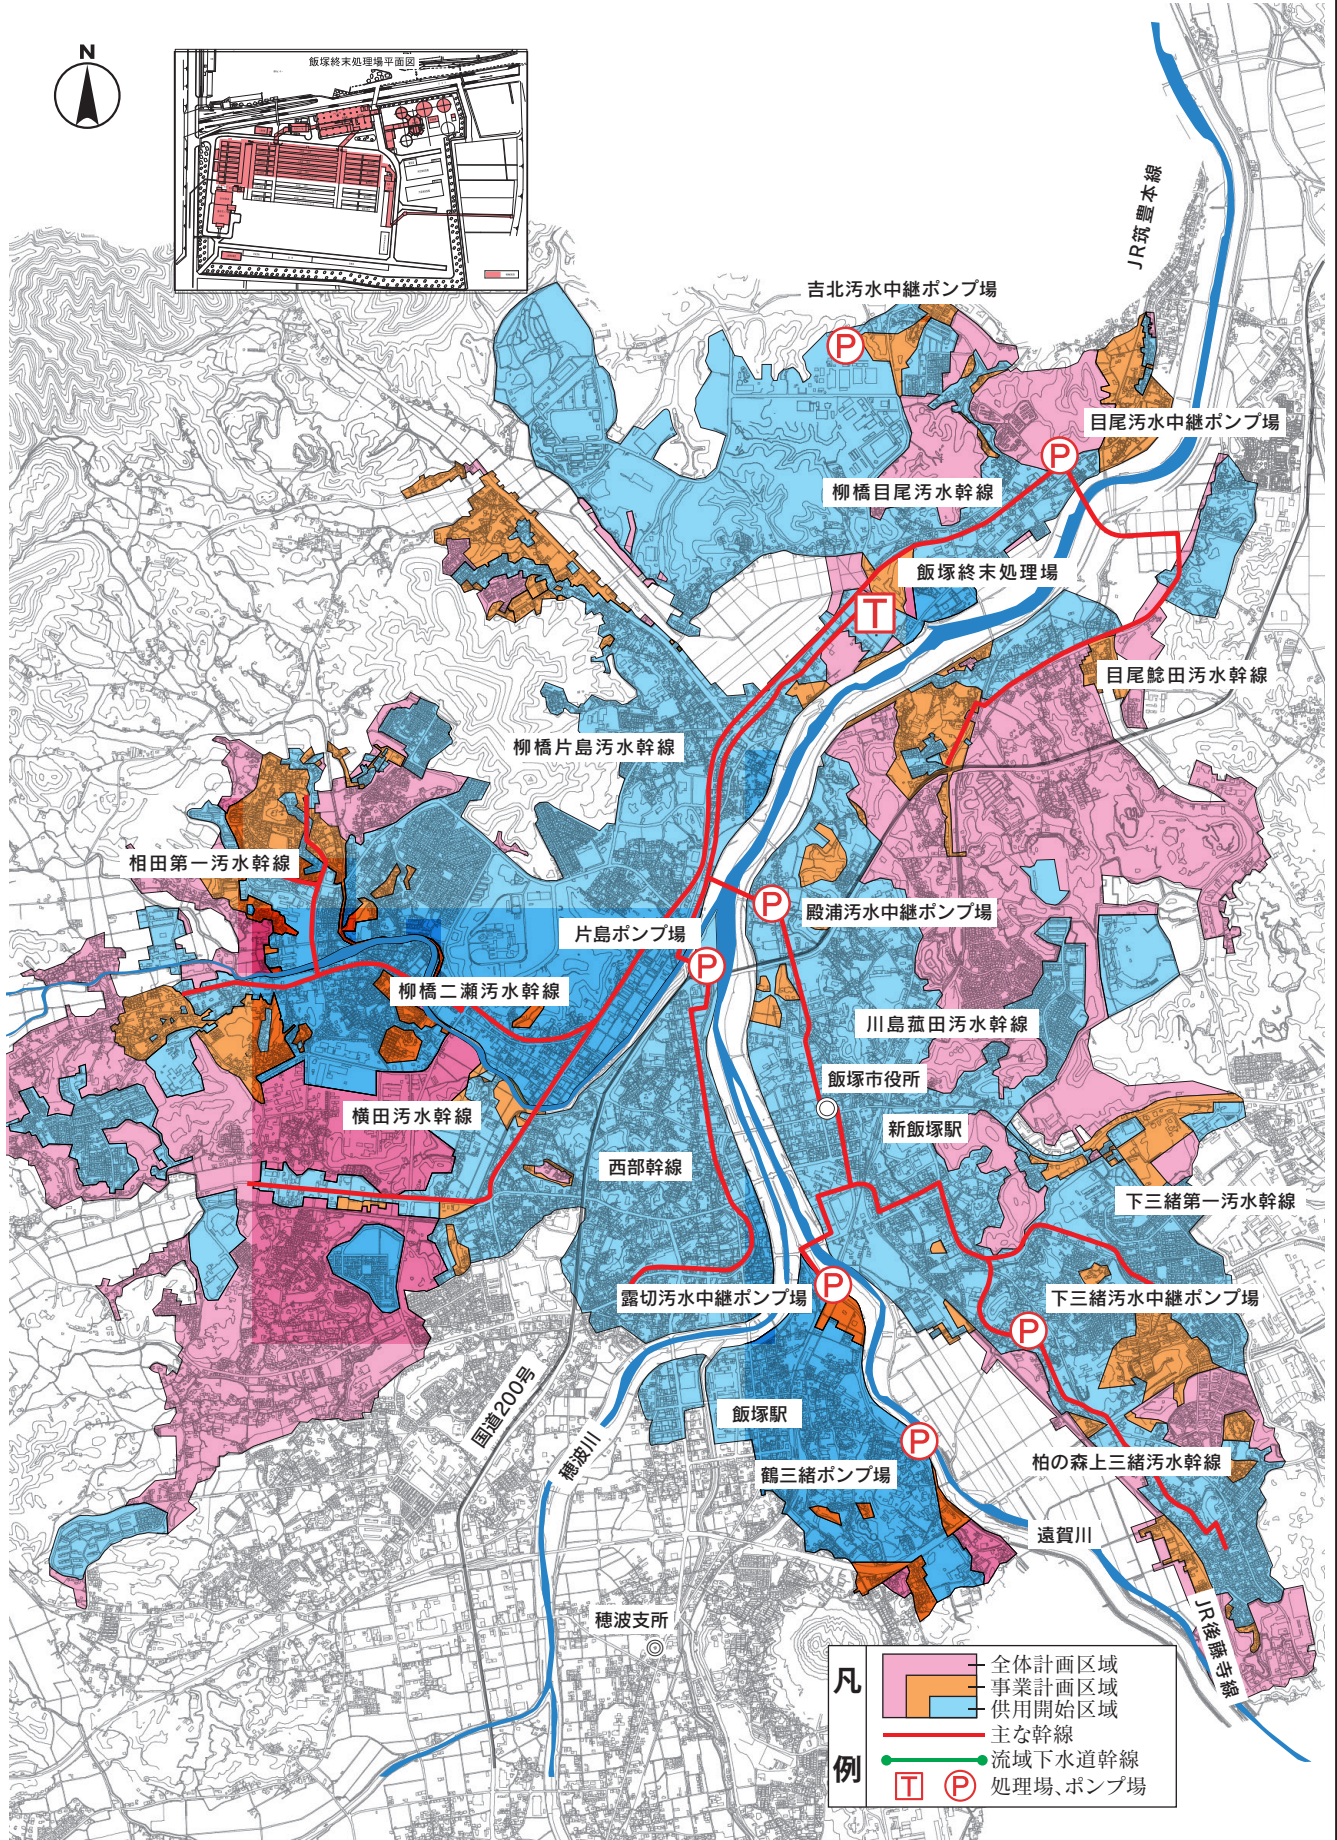 N
飯塚終末処理場平面図
JR筑豊本線
吉北汚水中継ポンプ場
P
目尾汚水中継ポンプ場
P
柳橋目尾汚水幹線
飯塚終末処理場
T
目尾鯰田汚水幹線
柳橋片島汚水幹線
相田第一汚水幹線
P
殿浦汚水中継ポンプ場
片島ポンプ場
P
柳橋二瀬汚水幹線
川島菰田汚水幹線
飯塚市役所
横田汚水幹線
新飯塚駅
西部幹線
下三緒第一汚水幹線
P
露切汚水中継ポンプ場
下三緒汚水中継ポンプ場
P
国道200号
飯塚駅
穂波川
P
柏の森上三緒汚水幹線
鶴三緒ポンプ場
遠賀川
穂波支所
JR後藤寺線
凡例
全体計画区域
事業計画区域
供用開始区域
主な幹線
流域下水道幹線
T P 処理場、ポンプ場